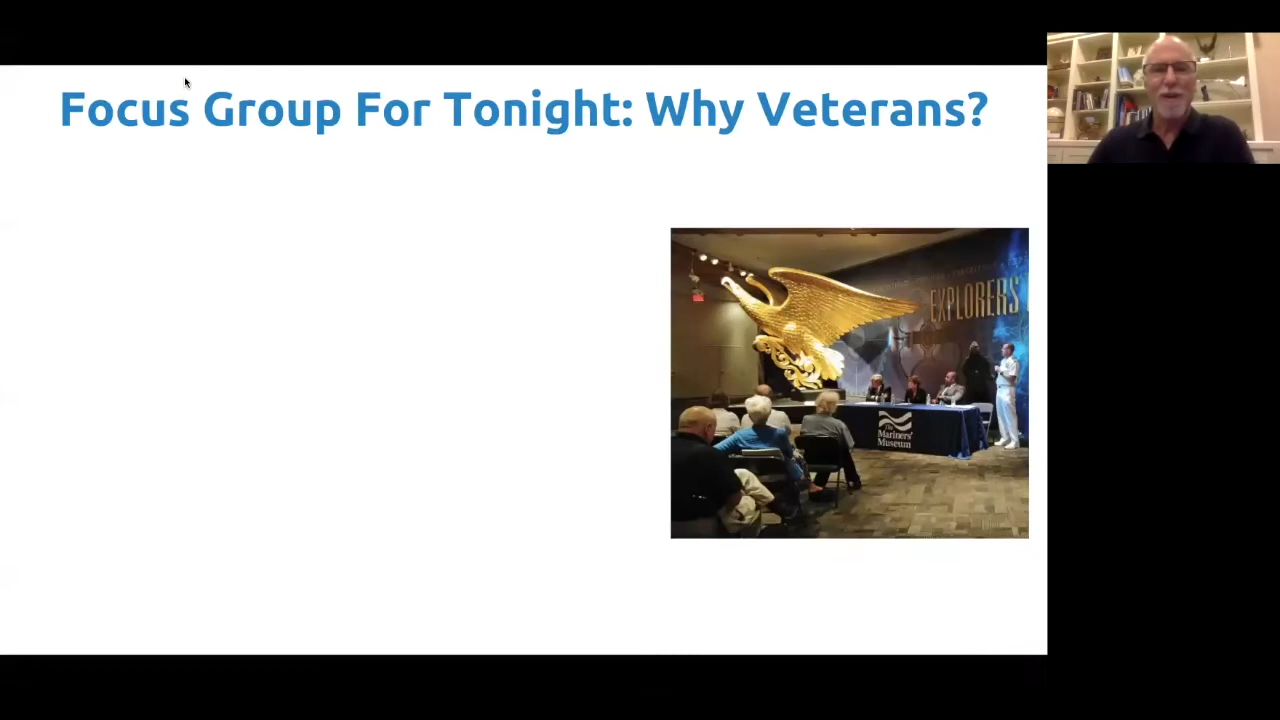 Focus Group For Tonight: Why Veterans?
EXPLORERS
The
Mariners'
Museum